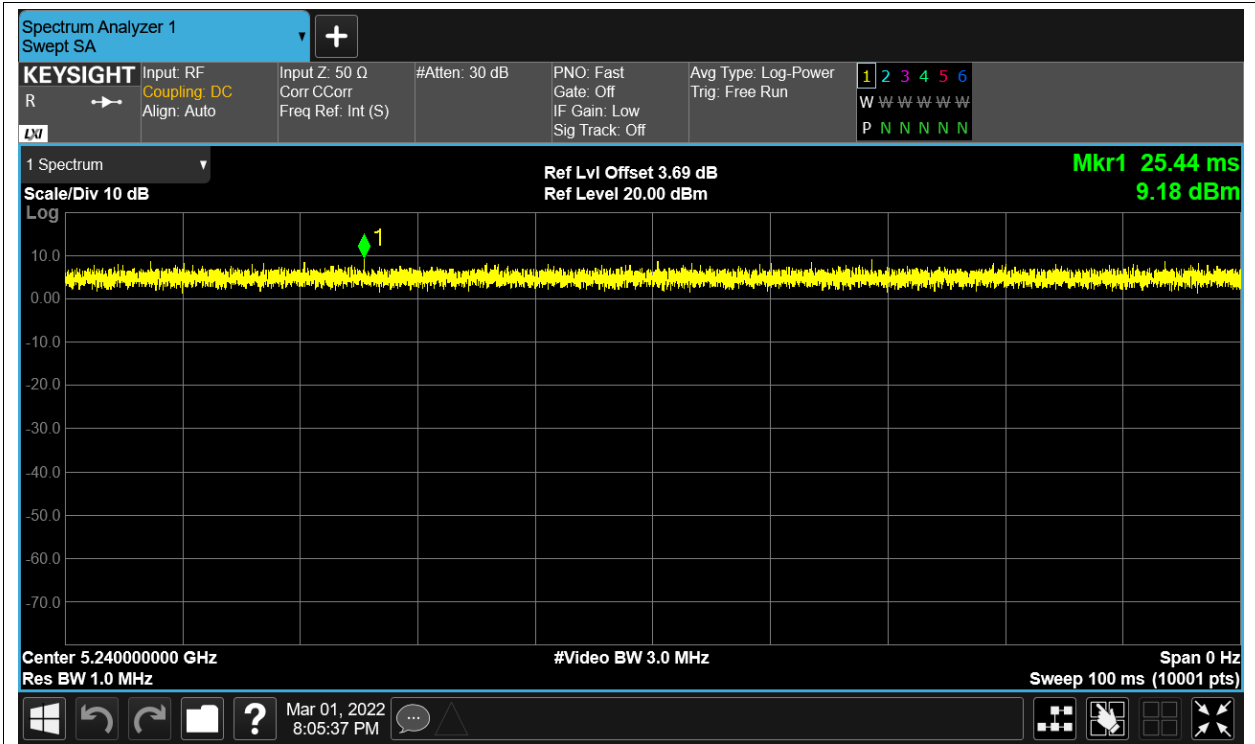 Spectrum Analyzer 1
Swept SA
+
KEYSIGHT
R
LXI
Input: RF
Coupling: DC
Align: Auto
Input Z: 50 Ω
Corr CCorr
Freq Ref: Int (S)
#Atten: 30 dB
PNO: Fast
Gate: Off
IF Gain: Low
Sig Track: Off
Avg Type: Log-Power
Trig: Free Run
1 2 3 4 5 6
W W W W W W
P N N N N N
1 Spectrum
Scale/Div 10 dB
Log
Ref Lvl Offset 3.69 dB
Ref Level 20.00 dBm
Mkr1 25.44 ms
9.18 dBm
1
10.0
0.00
-10.0
-20.0
-30.0
-40.0
-50.0
-60.0
-70.0
Center 5.240000000 GHz
Res BW 1.0 MHz
#Video BW 3.0 MHz
Span 0 Hz
Sweep 100 ms (10001 pts)
?
Mar 01, 2022
8:05:37 PM